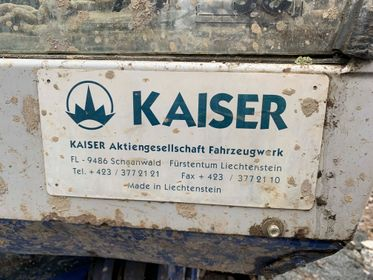 KAISER
KAISER Aktiengesellschaft Fahrzeugwerk
FL - 9486 Schaanwald Fürstentum Liechtenstein
Tel. + 423 / 377 21 21 Fax + 423 / 377 21 10
Made in Liechtenstein